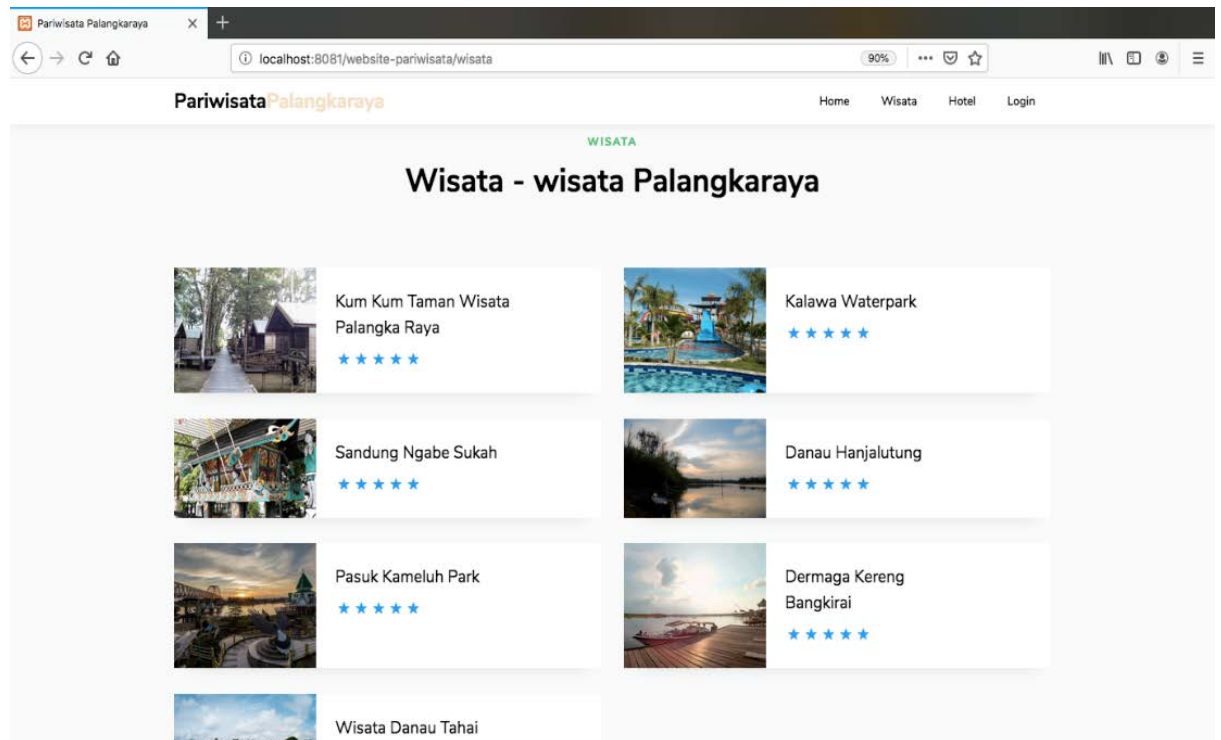 Pariwisata Palangkaraya
localhost:8081/website-pariwisata/wisata
90%
PariwisataPalangkaraya
Home Wisata Hotel Login
WISATA
Wisata - wisata Palangkaraya
Kum Kum Taman Wisata
Palangka Raya
Kalawa Waterpark
Sandung Ngabe Sukah
Danau Hanjalutung
Pasuk Kameluh Park
Dermaga Kereng
Bangkirai
Wisata Danau Tahai